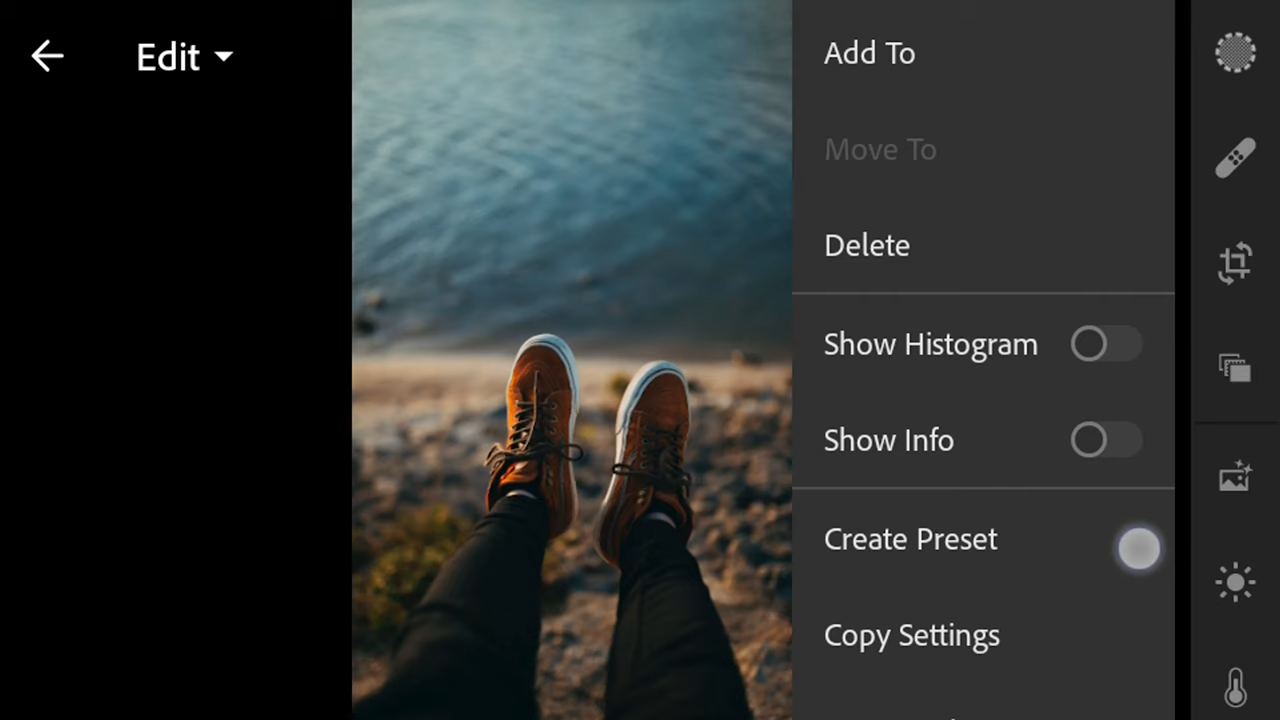 Edit
Add To
Move To
Delete
Show Histogram
Show Info
Create Preset
Copy Settings